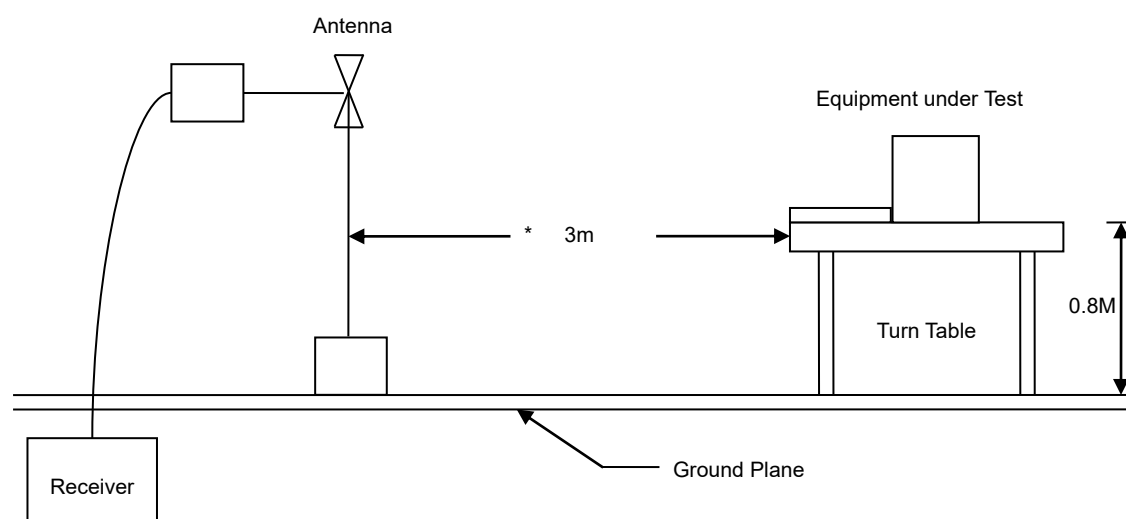 Antenna
Equipment under Test
* 3m
0.8M
Turn Table
Ground Plane
Receiver